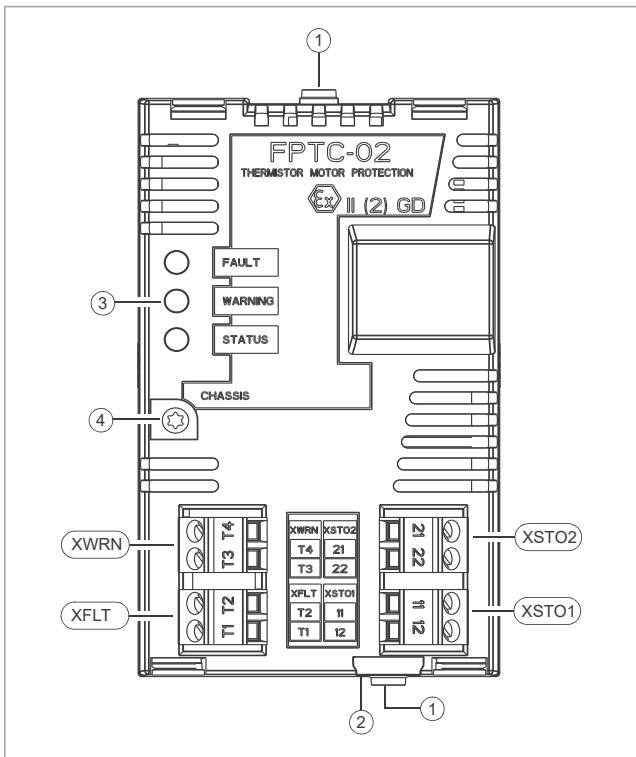 1
FPTC-02
THERMISTOR MOTOR PROTECTION
Ex II (2) GD
FAULT
3
WARNING
STATUS
CHASSIS
4
XWRN
T4
T3
XWRN XSTO2
T4 21
T3 22
21
22
XSTO2
XFLT
T2
T1
XFLT XSTO1
T2 11
T1 12
11
12
XSTO1
2
1